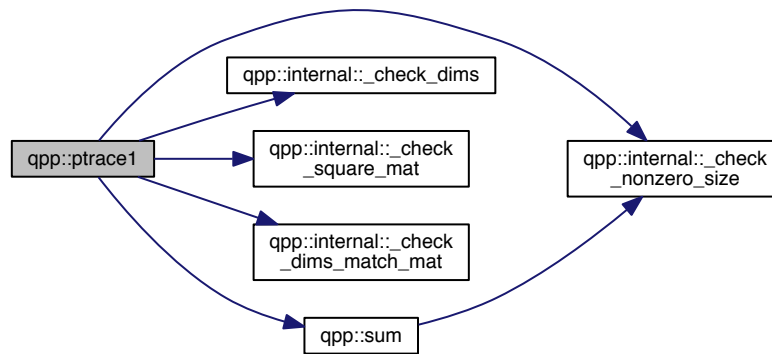 qpp::ptrace1
qpp::internal::_check_dims
qpp::internal::_check
_square_mat
qpp::internal::_check
_dims_match_mat
qpp::sum
qpp::internal::_check
_nonzero_size